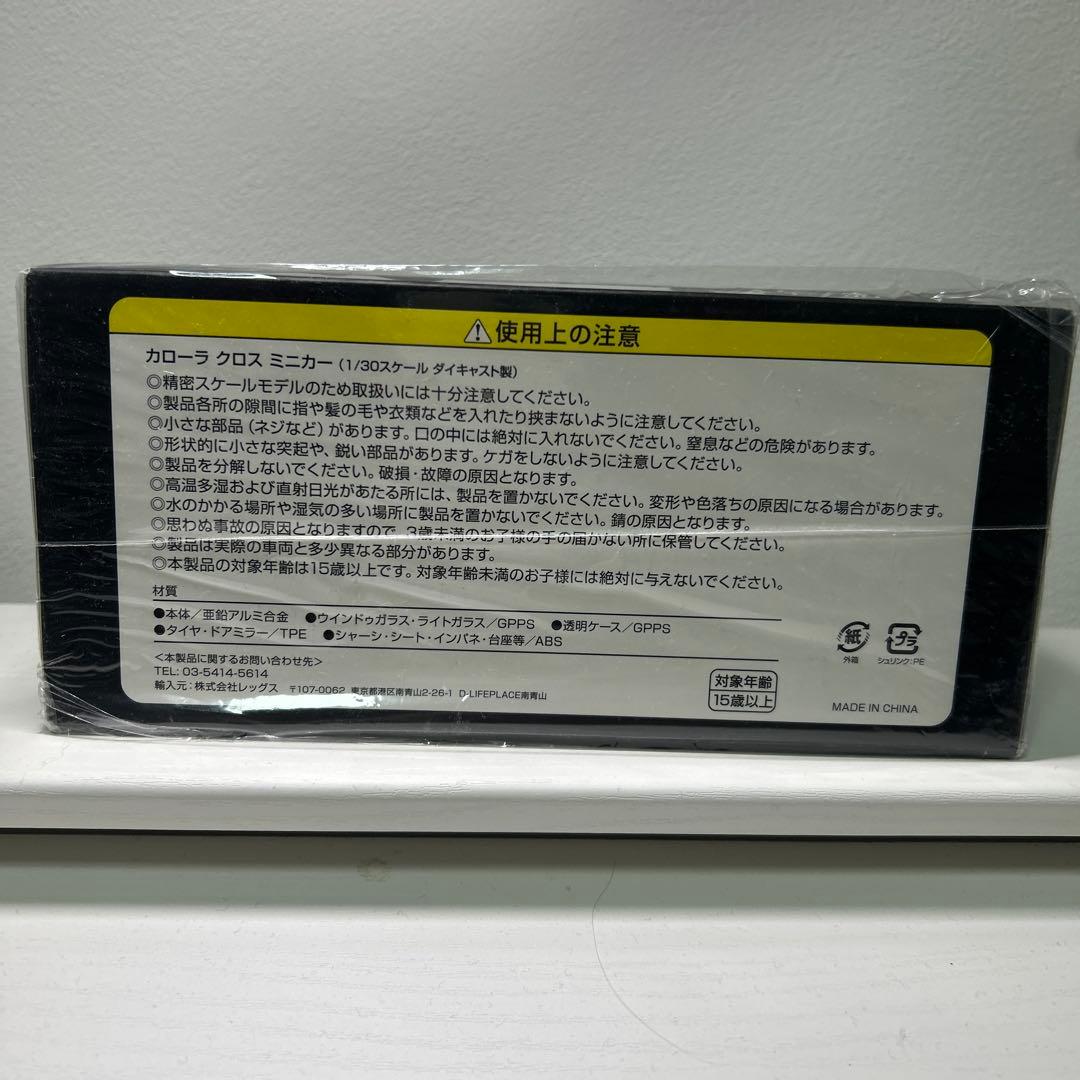 ⚠使用上の注意
カローラ クロス ミニカー（1/30スケール ダイキャスト製）
◎精密スケールモデルのため取扱いには十分注意してください。
◎製品各所の隙間に指や髪の毛や衣類などを入れたり挟まないように注意してください。
◎小さな部品（ネジなど）があります。口の中には絶対に入れないでください。窒息などの危険があります。
◎形状的に小さな突起や、鋭い部品があります。ケガをしないように注意してください。
◎製品を分解しないでください。破損・故障の原因となります。
◎高温多湿および直射日光があたる所には、製品を置かないでください。変形や色落ちの原因になる場合があります。
◎水のかかる場所や湿気の多い場所に製品を置かないでください。錆の原因となります。
◎思わぬ事故の原因となりますので、3歳未満のお子様の手の届かない所に保管してください。
◎製品は実際の車両と多少異なる部分があります。
◎本製品の対象年齢は15歳以上です。対象年齢未満のお子様には絶対に与えないでください。
材質
●本体／亜鉛アルミ合金 ●ウインドゥガラス・ライトガラス／GPPS ●透明ケース／GPPS
●タイヤ・ドアミラー／TPE ●シャーシ・シート・インパネ・台座等／ABS
＜本製品に関するお問い合わせ先＞
TEL: 03-5414-5614
輸入元：株式会社レッグス 〒107-0062 東京都港区南青山2-26-1 D-LIFEPLACE南青山
対象年齢
15歳以上
紙
外箱
プラ
シュリンク：PE
MADE IN CHINA